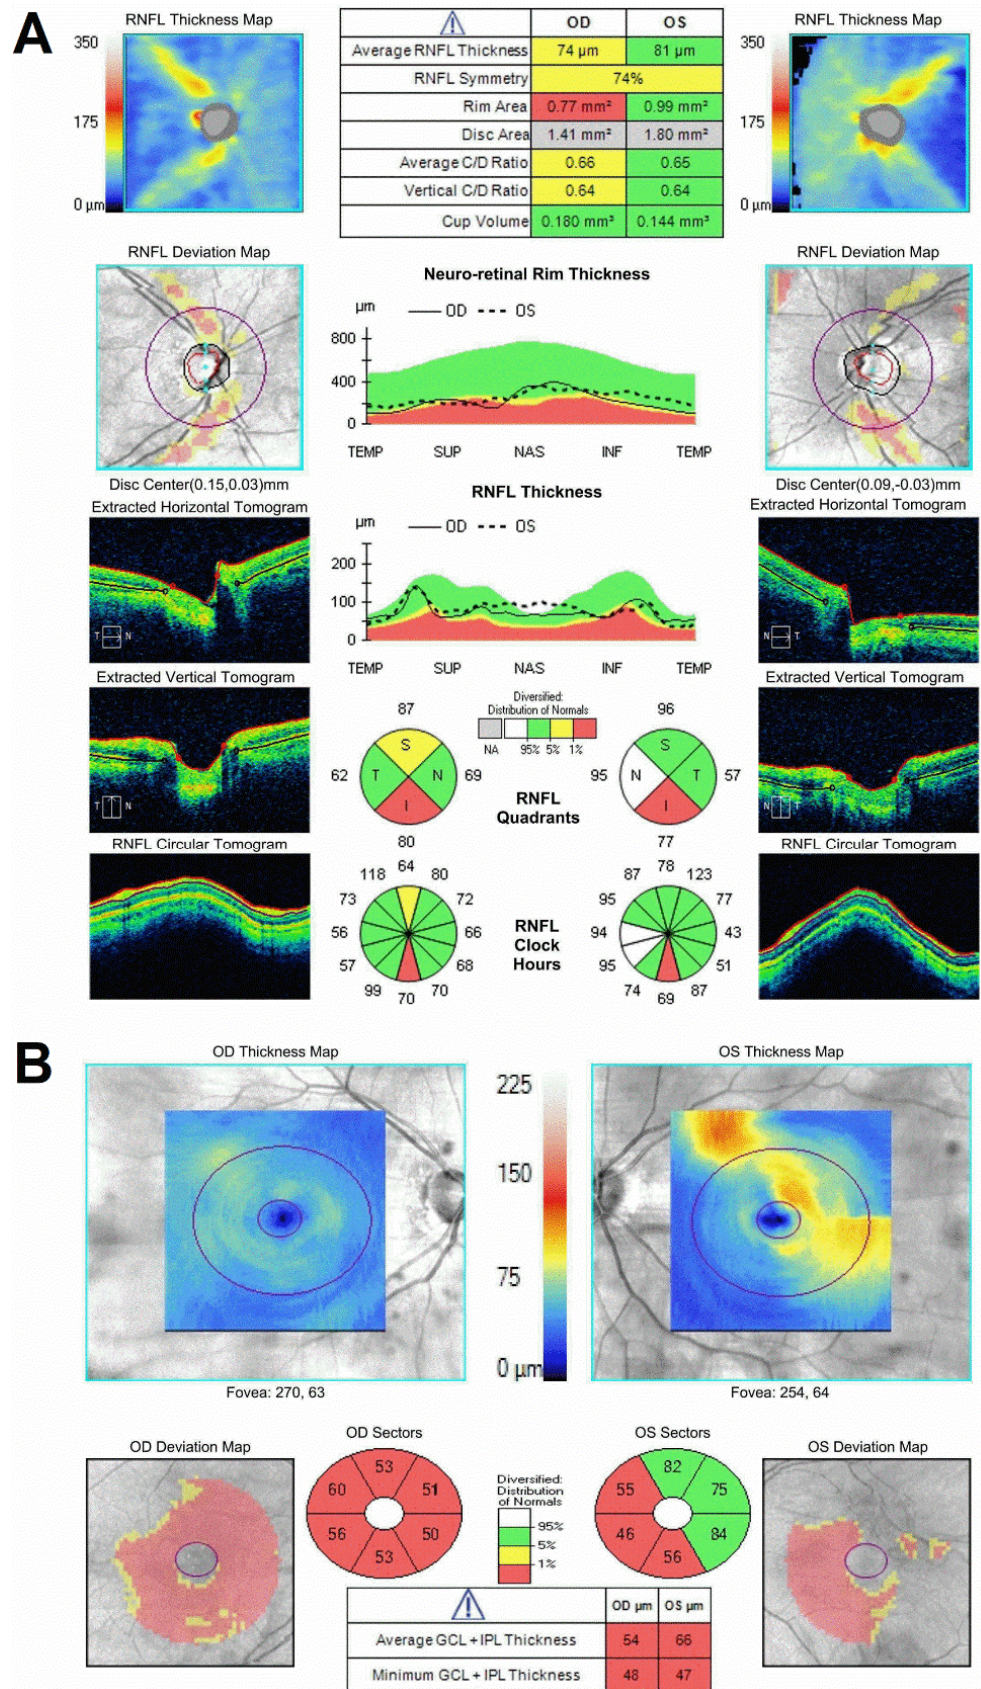 A
RNFL Thickness Map
350
175
0 µm
OD OS
Average RNFL Thickness 74 µm 81 µm
RNFL Symmetry 74%
Rim Area 0.77 mm² 0.99 mm²
Disc Area 1.41 mm² 1.80 mm²
Average C/D Ratio 0.66 0.65
Vertical C/D Ratio 0.64 0.64
Cup Volume 0.180 mm³ 0.144 mm³
RNFL Thickness Map
350
175
0 µm
RNFL Deviation Map
Disc Center(0.15,0.03)mm
Neuro-retinal Rim Thickness
µm
OD OS
800
400
0
TEMP SUP NAS INF TEMP
RNFL Deviation Map
Disc Center(0.09,-0.03)mm
Extracted Horizontal Tomogram
T N
RNFL Thickness
µm
OD OS
200
100
0
TEMP SUP NAS INF TEMP
Extracted Horizontal Tomogram
N T
Extracted Vertical Tomogram
T N
87
S
62 T N 69
I
80
Diversified:
Distribution of Normals
NA 95% 5% 1%
RNFL
Quadrants
96
S
95 N T 57
I
77
Extracted Vertical Tomogram
N T
RNFL Circular Tomogram
64
118 80
73 72
56 66
57 68
99 70
70
RNFL
Clock
Hours
78
87 123
95 77
94 43
95 51
74 87
69
RNFL Circular Tomogram
B
OD Thickness Map
Fovea: 270, 63
225
150
75
0 µm
OS Thickness Map
Fovea: 254, 64
OD Deviation Map
OD Sectors
53
60 51
56 50
53
Diversified:
Distribution
of Normals
95%
5%
1%
OS Sectors
82
55 75
46 84
56
OS Deviation Map
OD µm OS µm
Average GCL + IPL Thickness 54 66
Minimum GCL + IPL Thickness 48 47